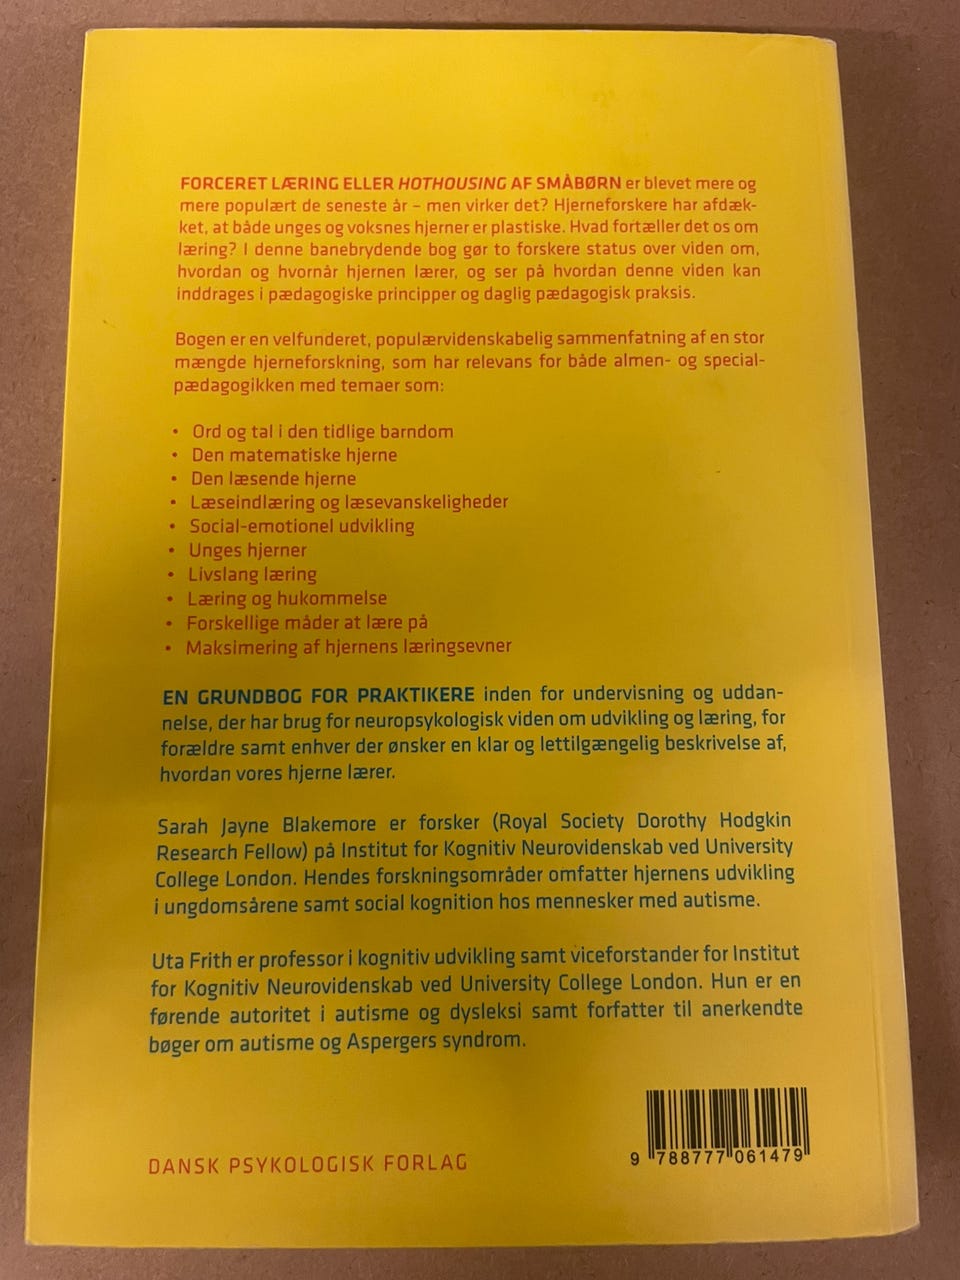 FORCERET LÆRING ELLER HOTHOUSING AF SMÅBØRN er blevet mere og
mere populært de seneste år – men virker det? Hjerneforskere har afdæk-
ket, at både unges og voksnes hjerner er plastiske. Hvad fortæller det os om
læring? I denne banebrydende bog gør to forskere status over viden om,
hvordan og hvornår hjernen lærer, og ser på hvordan denne viden kan
inddrages i pædagogiske principper og daglig pædagogisk praksis.
Bogen er en velfunderet, populærvidenskabelig sammenfatning af en stor
mængde hjerneforskning, som har relevans for både almen- og special-
pædagogikken med temaer som:
• Ord og tal i den tidlige barndom
• Den matematiske hjerne
• Den læsende hjerne
• Læseindlæring og læsevanskeligheder
• Social-emotionel udvikling
• Unges hjerner
• Livslang læring
• Læring og hukommelse
• Forskellige måder at lære på
• Maksimering af hjernens læringsevner
EN GRUNDBOG FOR PRAKTIKERE inden for undervisning og uddan-
nelse, der har brug for neuropsykologisk viden om udvikling og læring, for
forældre samt enhver der ønsker en klar og lettilgængelig beskrivelse af,
hvordan vores hjerne lærer.
Sarah Jayne Blakemore er forsker (Royal Society Dorothy Hodgkin
Research Fellow) på Institut for Kognitiv Neurovidenskab ved University
College London. Hendes forskningsområder omfatter hjernens udvikling
i ungdomsårene samt social kognition hos mennesker med autisme.
Uta Frith er professor i kognitiv udvikling samt viceforstander for Institut
for Kognitiv Neurovidenskab ved University College London. Hun er en
førende autoritet i autisme og dysleksi samt forfatter til anerkendte
bøger om autisme og Aspergers syndrom.
DANSK PSYKOLOGISK FORLAG
9 788777 061479